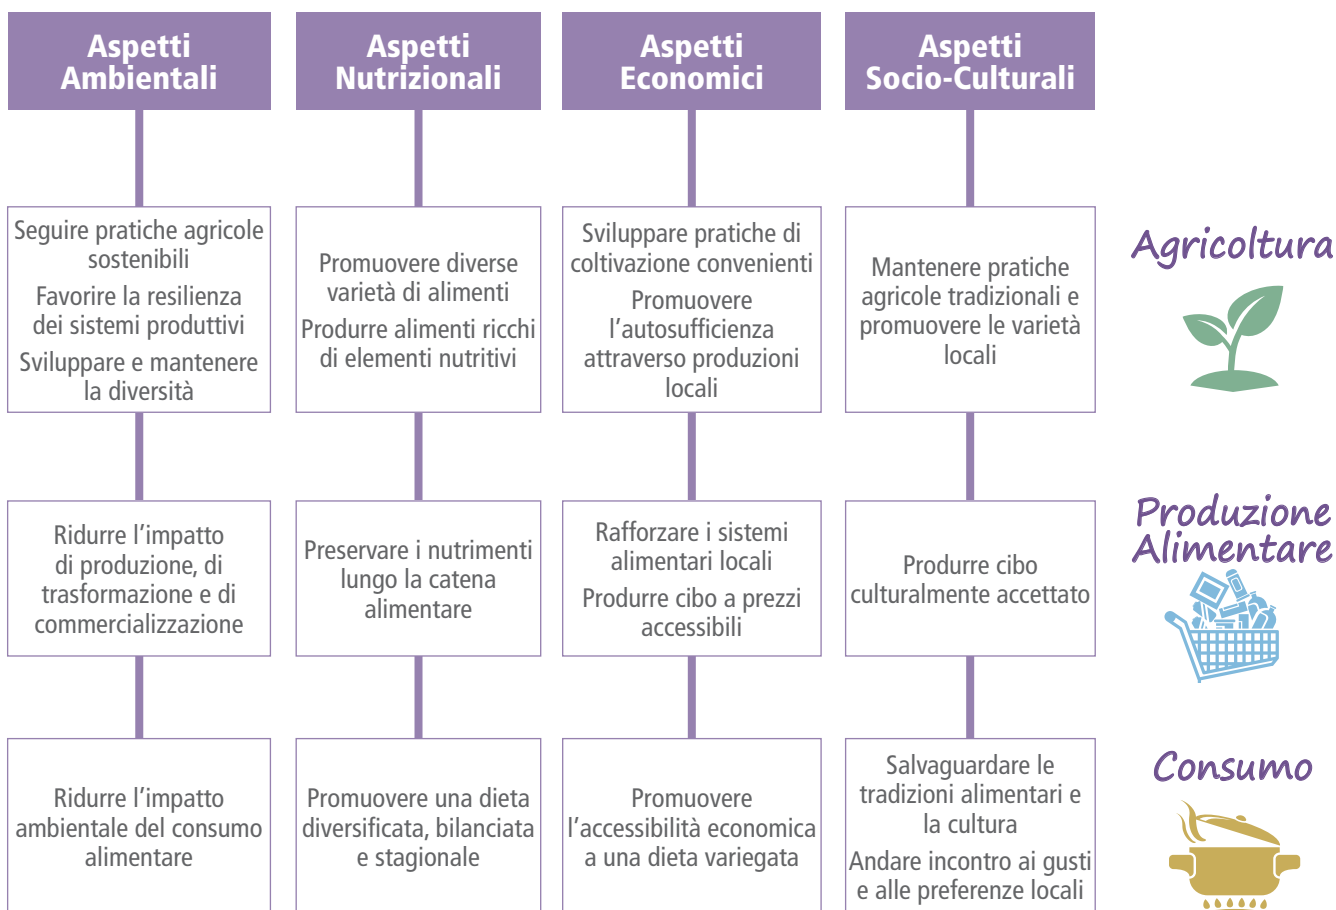 Aspetti
Ambientali
Aspetti
Nutrizionali
Aspetti
Economici
Aspetti
Socio-Culturali
Seguire pratiche agricole
sostenibili
Favorire la resilienza
dei sistemi produttivi
Sviluppare e mantenere
la diversità
Promuovere diverse
varietà di alimenti
Produrre alimenti ricchi
di elementi nutritivi
Sviluppare pratiche di
coltivazione convenienti
Promuovere
l’autosufficienza
attraverso produzioni
locali
Mantenere pratiche
agricole tradizionali e
promuovere le varietà
locali
Agricoltura
Ridurre l’impatto
di produzione, di
trasformazione e di
commercializzazione
Preservare i nutrimenti
lungo la catena
alimentare
Rafforzare i sistemi
alimentari locali
Produrre cibo a prezzi
accessibili
Produrre cibo
culturalmente accettato
Produzione
Alimentare
Ridurre l’impatto
ambientale del consumo
alimentare
Promuovere una dieta
diversificata, bilanciata
e stagionale
Promuovere
l’accessibilità economica
a una dieta variegata
Salvaguardare le
tradizioni alimentari e
la cultura
Andare incontro ai gusti
e alle preferenze locali
Consumo